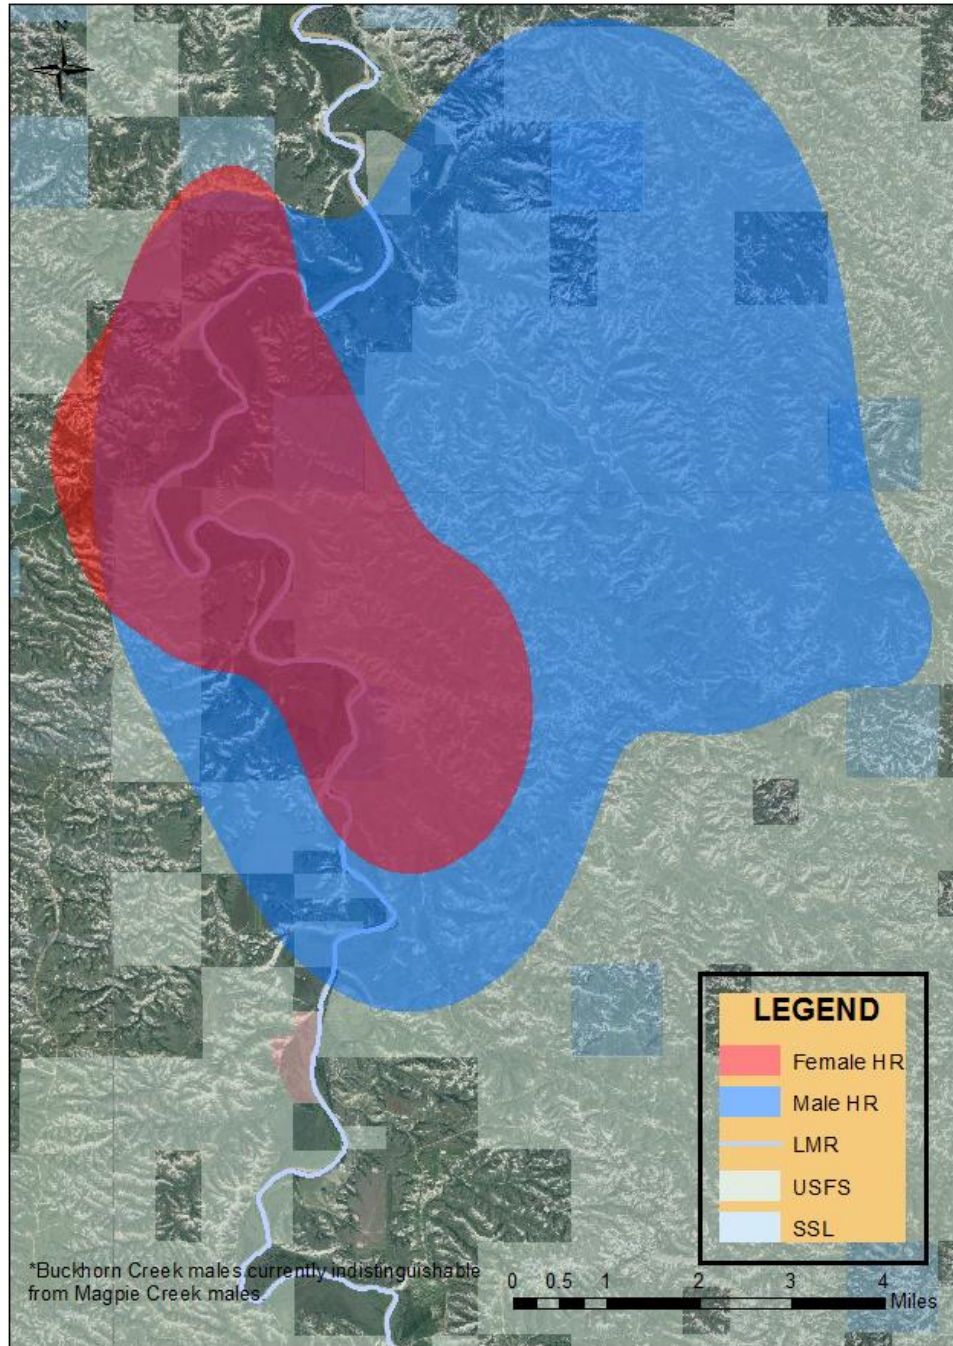 N
LEGEND
Female HR
Male HR
LMR
USFS
SSL
*Buckhorn Creek males currently indistinguishable
from Magpie Creek males.
0 0.5 1 2 3 4
Miles